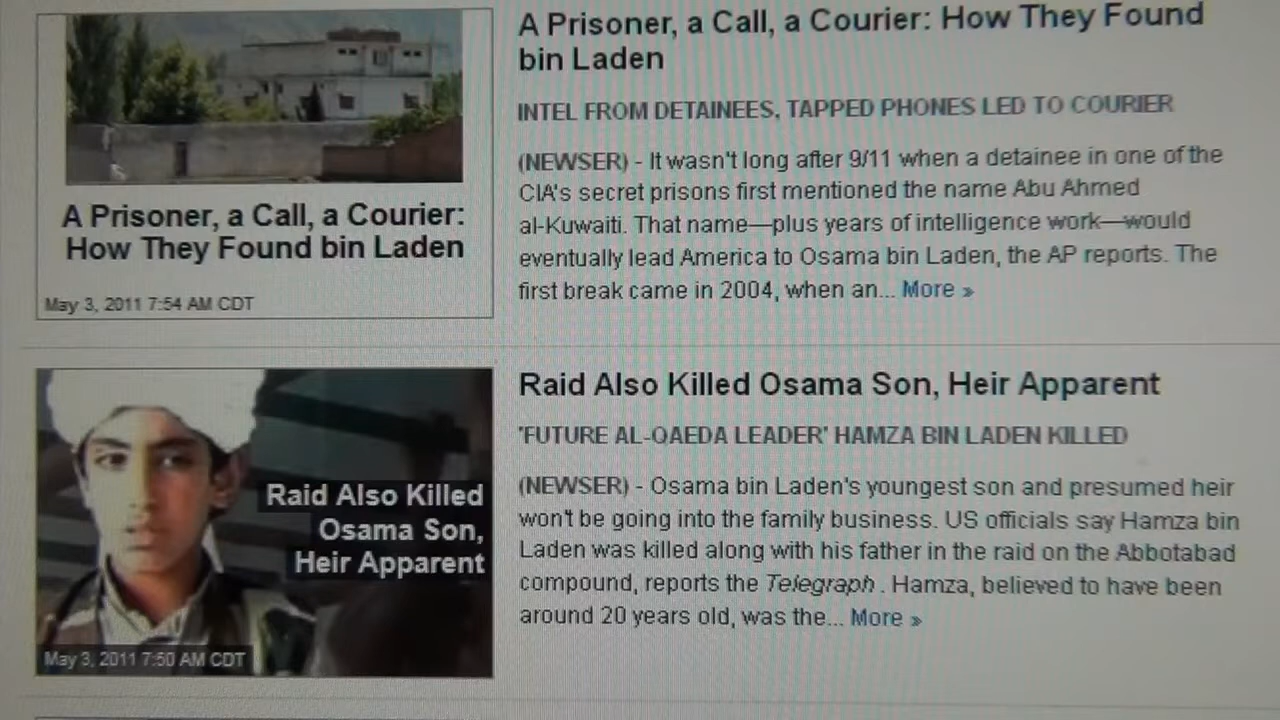 A Prisoner, a Call, a Courier:
How They Found bin Laden
May 3, 2011 7:54 AM CDT
A Prisoner, a Call, a Courier: How They Found
bin Laden
INTEL FROM DETAINEES, TAPPED PHONES LED TO COURIER
(NEWSER) - It wasn't long after 9/11 when a detainee in one of the
CIA's secret prisons first mentioned the name Abu Ahmed
al-Kuwaiti. That name—plus years of intelligence work—would
eventually lead America to Osama bin Laden, the AP reports. The
first break came in 2004, when an... More »
Raid Also Killed
Osama Son,
Heir Apparent
May 3, 2011 7:50 AM CDT
Raid Also Killed Osama Son, Heir Apparent
'FUTURE AL-QAEDA LEADER' HAMZA BIN LADEN KILLED
(NEWSER) - Osama bin Laden's youngest son and presumed heir
won't be going into the family business. US officials say Hamza bin
Laden was killed along with his father in the raid on the Abbotabad
compound, reports the Telegraph . Hamza, believed to have been
around 20 years old, was the... More »